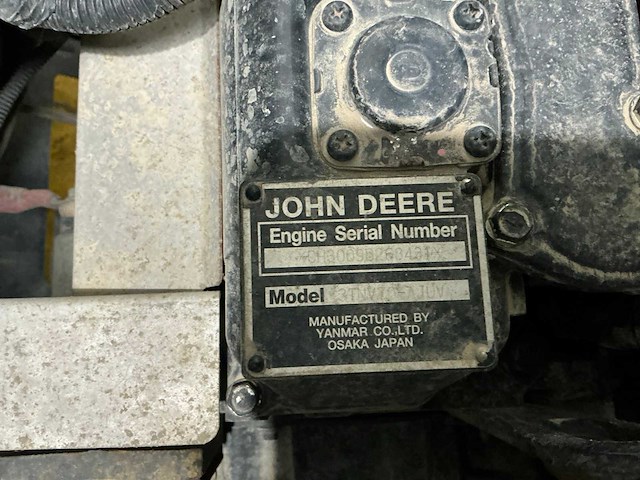 JOHN DEERE
Engine Serial Number
Model
MANUFACTURED BY
YANMAR CO.,LTD.
OSAKA JAPAN